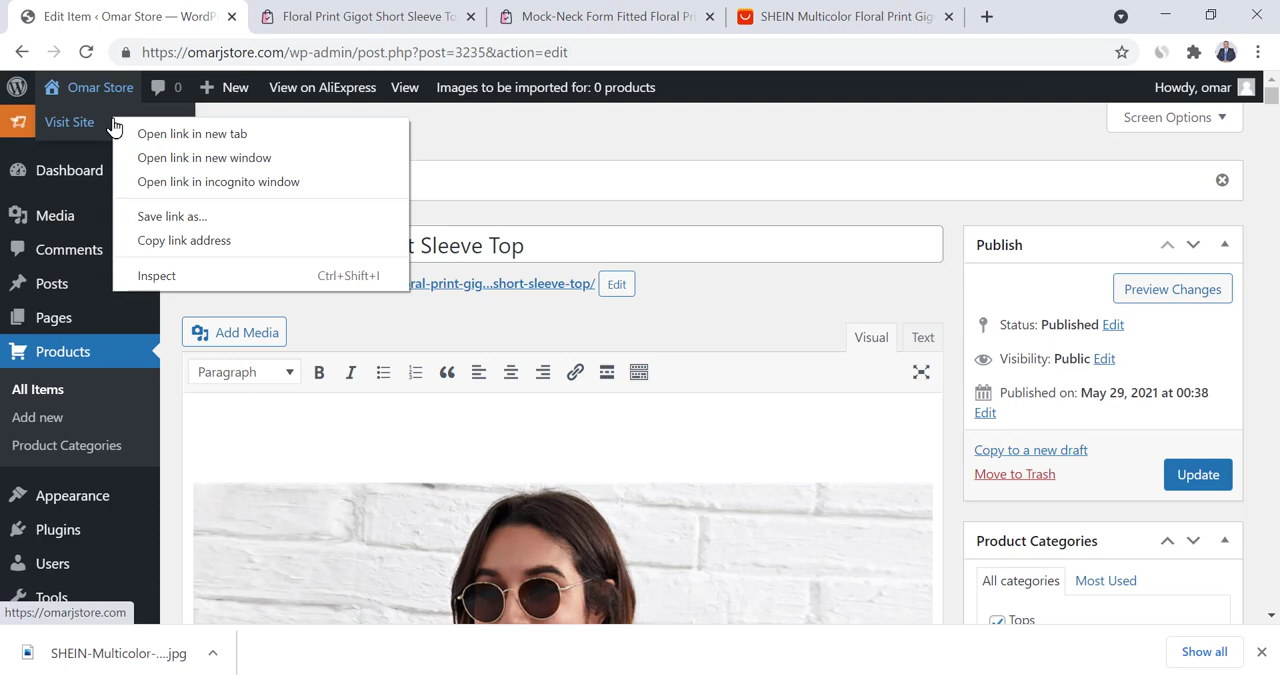 Edit Item ‹ Omar Store — WordP
Floral Print Gigot Short Sleeve To
Mock-Neck Form Fitted Floral Pri
SHEIN Multicolor Floral Print Gig
https://omarjstore.com/wp-admin/post.php?post=3235&action=edit
Omar Store
0
New
View on AliExpress
View
Images to be imported for: 0 products
Howdy, omar
Visit Site
Screen Options
Open link in new tab
Open link in new window
Open link in incognito window
Save link as...
Copy link address
Inspect
Ctrl+Shift+I
Dashboard
Media
Comments
Posts
Pages
Products
All Items
Add new
Product Categories
Appearance
Plugins
Users
Tools
https://omarjstore.com
t Sleeve Top
ral-print-gig...short-sleeve-top/
Edit
Add Media
Visual
Text
Paragraph
Publish
Preview Changes
Status: Published Edit
Visibility: Public Edit
Published on: May 29, 2021 at 00:38
Edit
Copy to a new draft
Move to Trash
Update
Product Categories
All categories
Most Used
Tops
SHEIN-Multicolor-....jpg
Show all